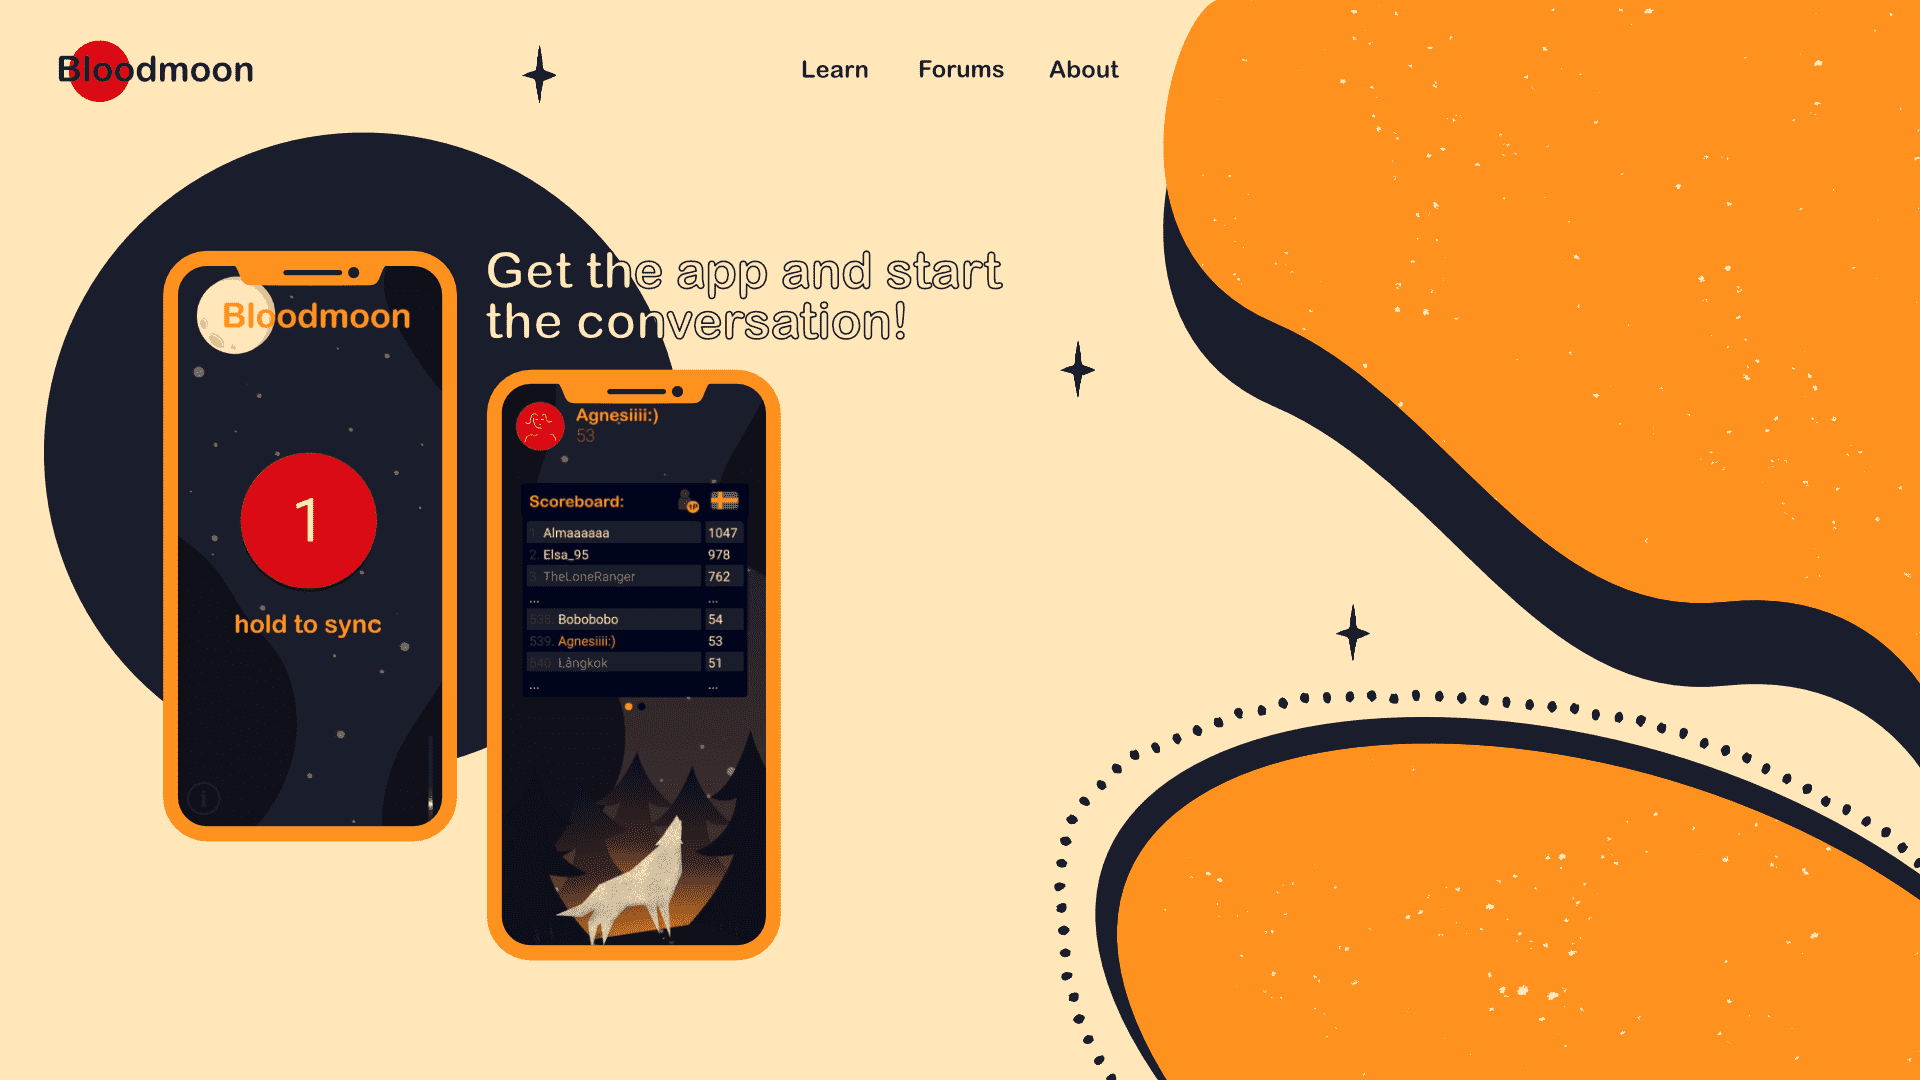 Bloodmoon
Learn
Forums
About
Get the app and start
the conversation!
Bloodmoon
1
hold to sync
i
Agnesiiii:)
53
Scoreboard:
1P
1. Almaaaaaa 1047
2. Elsa_95 978
3. TheLoneRanger 762
... ...
538. Bobobobo 54
539. Agnesiiii:) 53
540. Långkok 51
... ...